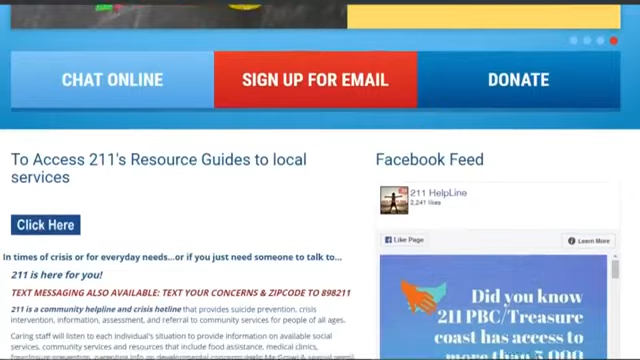 CHAT ONLINE
SIGN UP FOR EMAIL
DONATE
To Access 211's Resource Guides to local
services
Click Here
In times of crisis or for everyday needs...or if you just need someone to talk to...
211 is here for you!
TEXT MESSAGING ALSO AVAILABLE: TEXT YOUR CONCERNS & ZIPCODE TO 898211
211 is a community helpline and crisis hotline that provides suicide prevention, crisis
intervention, information, assessment, and referral to community services for people of all ages.
Caring staff will listen to each individual's situation to provide information on available social
services, community services and resources that include food assistance, medical clinics,
Facebook Feed
211 HelpLine
2,241 likes
Like Page
Learn More
Did you know
211 PBC/Treasure
coast has access to
more than 3,000